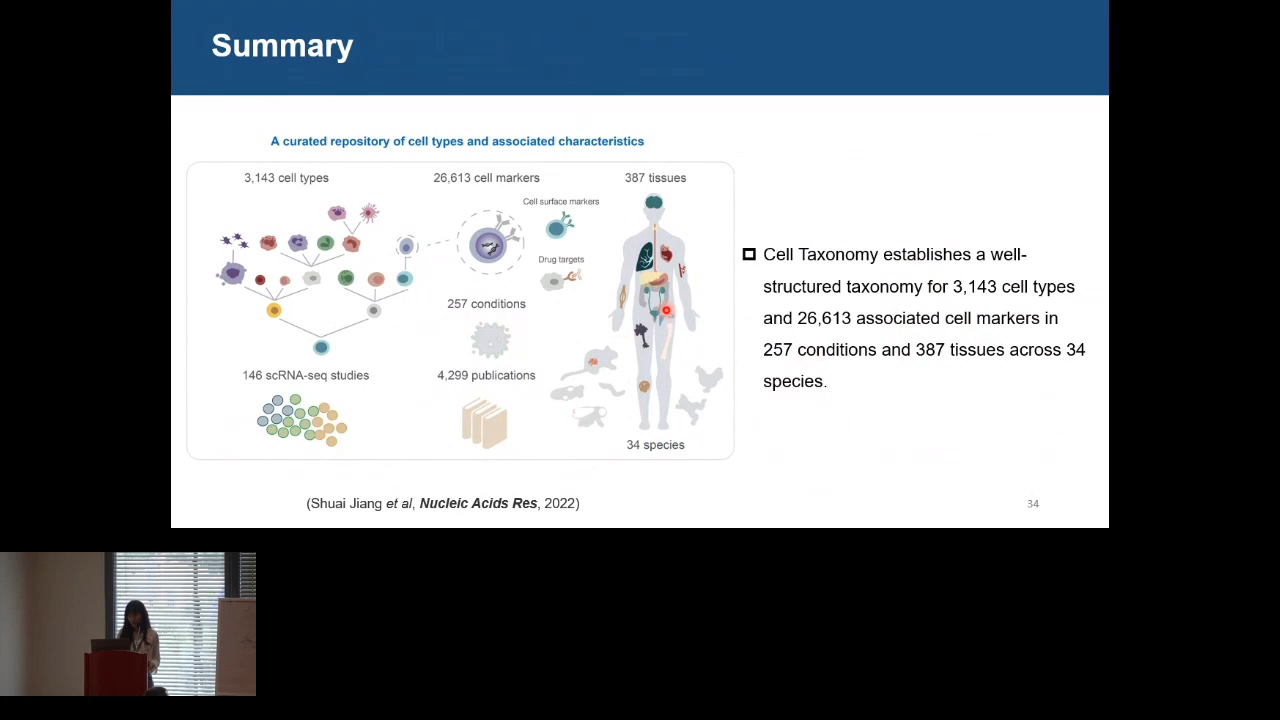 Summary
A curated repository of cell types and associated characteristics
3,143 cell types
26,613 cell markers
387 tissues
Cell surface markers
Drug targets
257 conditions
146 scRNA-seq studies
4,299 publications
34 species
Cell Taxonomy establishes a well-
structured taxonomy for 3,143 cell types
and 26,613 associated cell markers in
257 conditions and 387 tissues across 34
species.
(Shuai Jiang et al, Nucleic Acids Res, 2022)
34